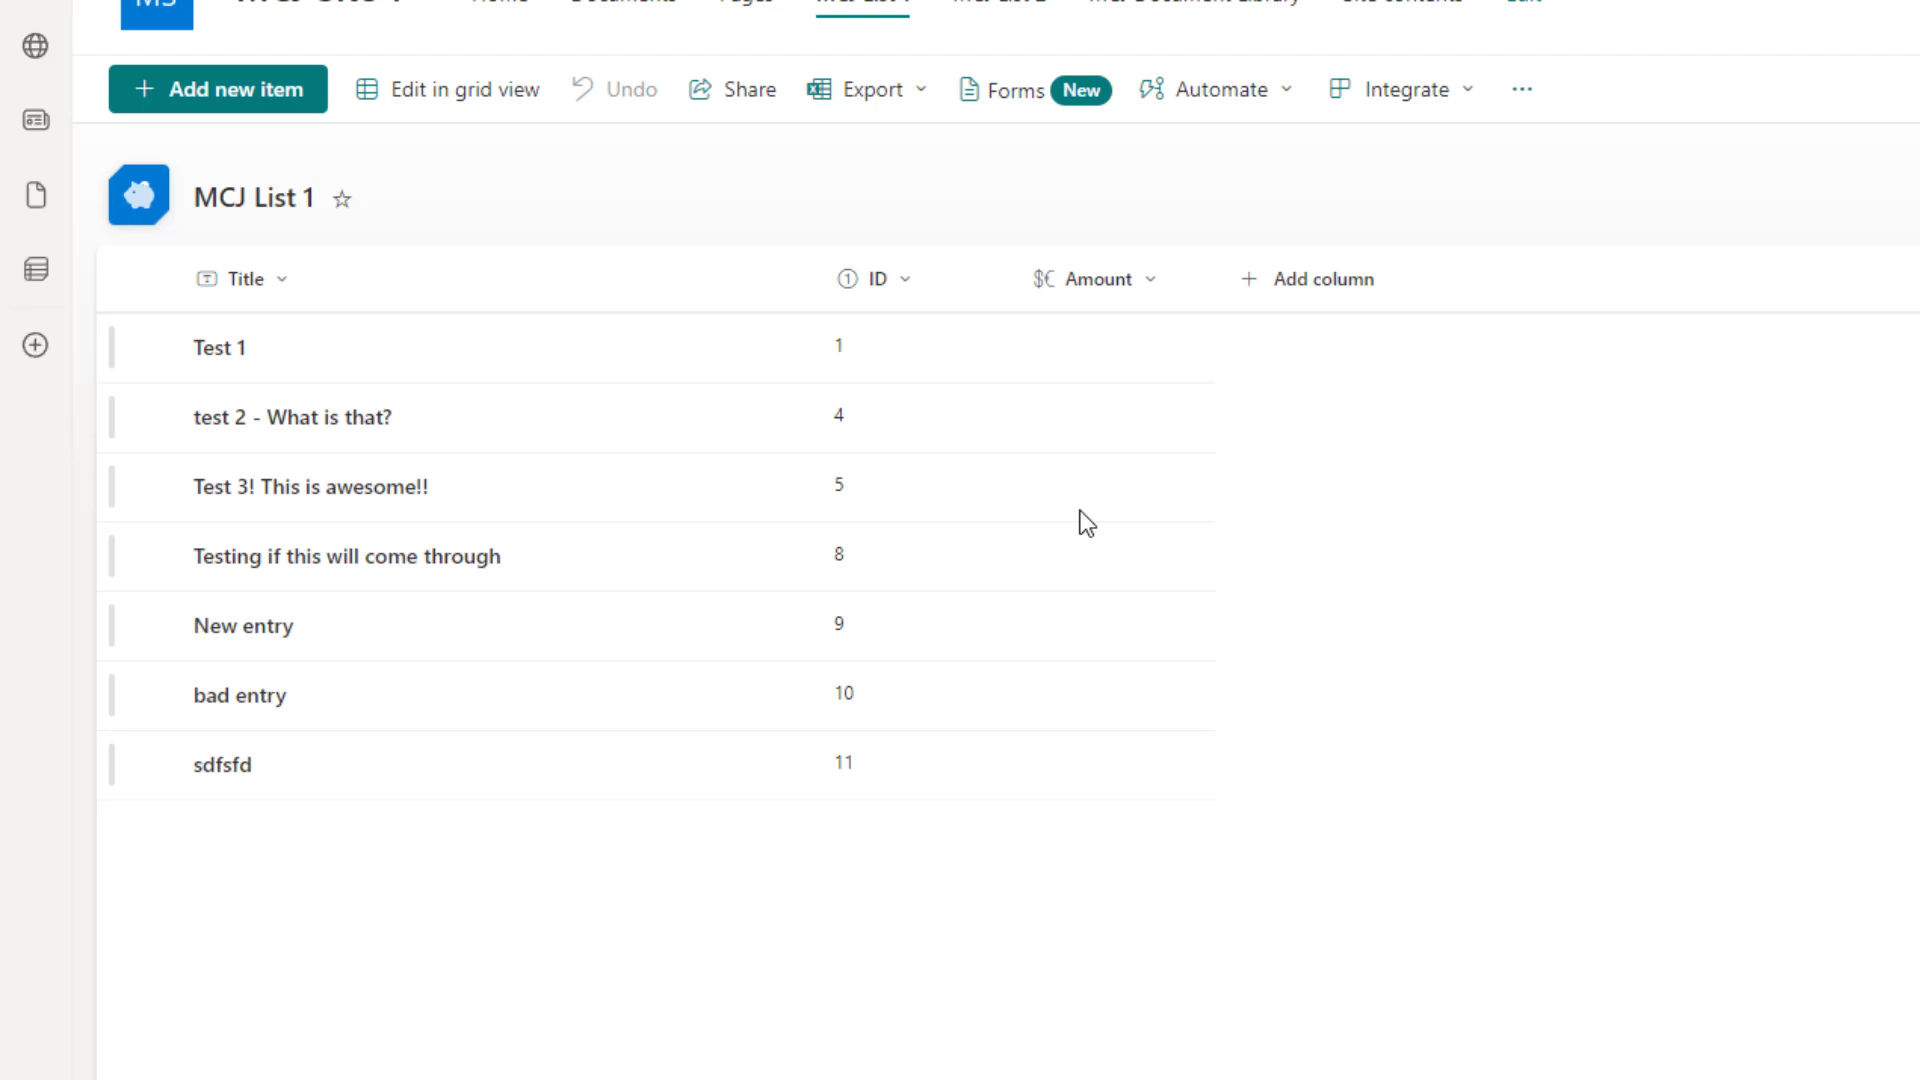 Add new item
Edit in grid view
Undo
Share
Export
Forms
New
Automate
Integrate
MCJ List 1
Title
ID
Amount
Add column
Test 1
1
test 2 - What is that?
4
Test 3! This is awesome!!
5
Testing if this will come through
8
New entry
9
bad entry
10
sdfsfd
11